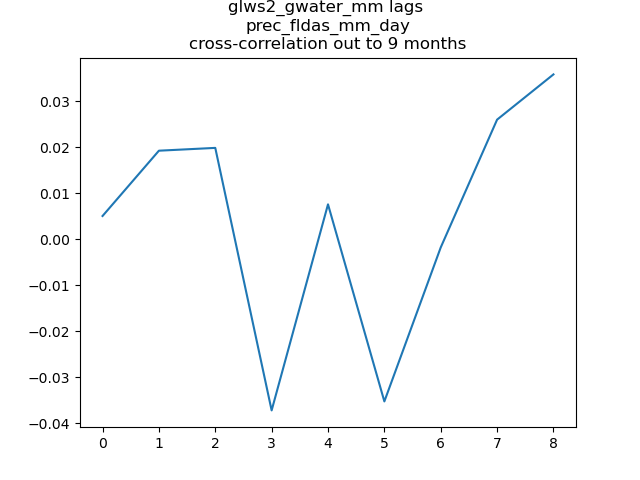 glws2_gwater_mm lags
prec_fldas_mm_day
cross-correlation out to 9 months
0.03
0.02
0.01
0.00
−0.01
−0.02
−0.03
−0.04
0 1 2 3 4 5 6 7 8